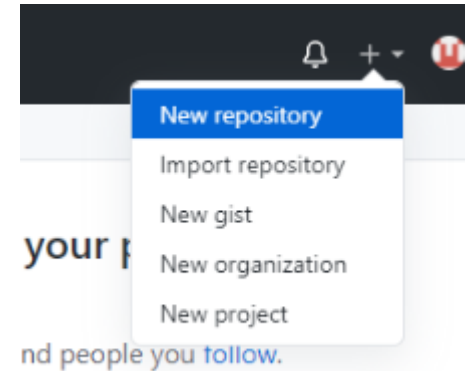 New repository
Import repository
New gist
your p
New organization
New project
nd people you follow.